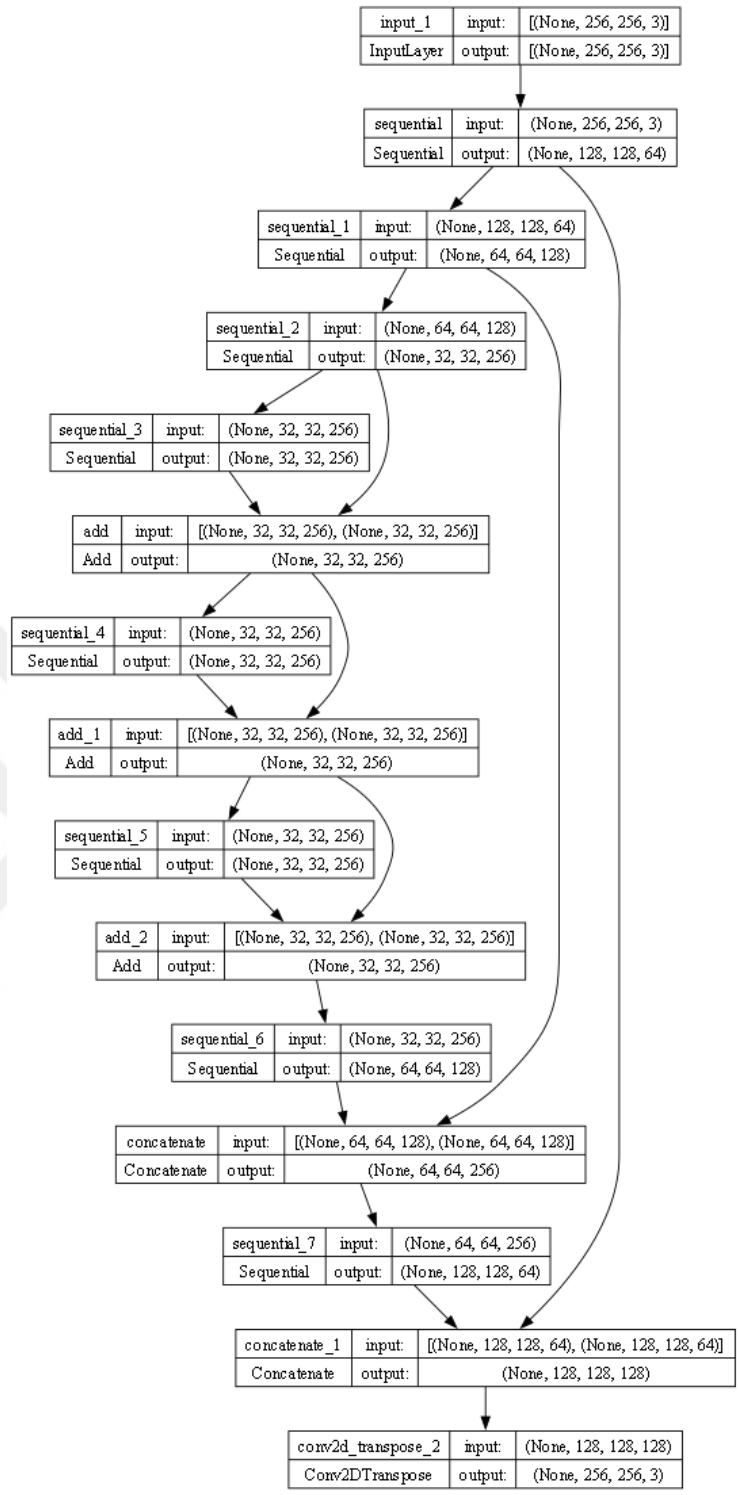 input_1 input: [(None, 256, 256, 3)]
InputLayer output: [(None, 256, 256, 3)]
sequential input: (None, 256, 256, 3)
Sequential output: (None, 128, 128, 64)
sequential_1 input: (None, 128, 128, 64)
Sequential output: (None, 64, 64, 128)
sequential_2 input: (None, 64, 64, 128)
Sequential output: (None, 32, 32, 256)
sequential_3 input: (None, 32, 32, 256)
Sequential output: (None, 32, 32, 256)
add input: [(None, 32, 32, 256), (None, 32, 32, 256)]
Add output: (None, 32, 32, 256)
sequential_4 input: (None, 32, 32, 256)
Sequential output: (None, 32, 32, 256)
add_1 input: [(None, 32, 32, 256), (None, 32, 32, 256)]
Add output: (None, 32, 32, 256)
sequential_5 input: (None, 32, 32, 256)
Sequential output: (None, 32, 32, 256)
add_2 input: [(None, 32, 32, 256), (None, 32, 32, 256)]
Add output: (None, 32, 32, 256)
sequential_6 input: (None, 32, 32, 256)
Sequential output: (None, 64, 64, 128)
concatenate input: [(None, 64, 64, 128), (None, 64, 64, 128)]
Concatenate output: (None, 64, 64, 256)
sequential_7 input: (None, 64, 64, 256)
Sequential output: (None, 128, 128, 64)
concatenate_1 input: [(None, 128, 128, 64), (None, 128, 128, 64)]
Concatenate output: (None, 128, 128, 128)
conv2d_transpose_2 input: (None, 128, 128, 128)
Conv2DTranspose output: (None, 256, 256, 3)